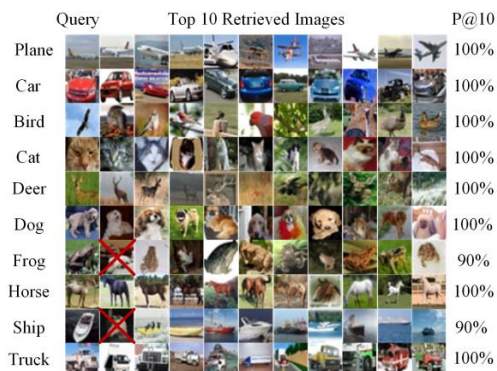 Query Top 10 Retrieved Images P@10
Plane 100%
Car 100%
Bird 100%
Cat 100%
Deer 100%
Dog 100%
Frog 90%
Horse 100%
Ship 90%
Truck 100%